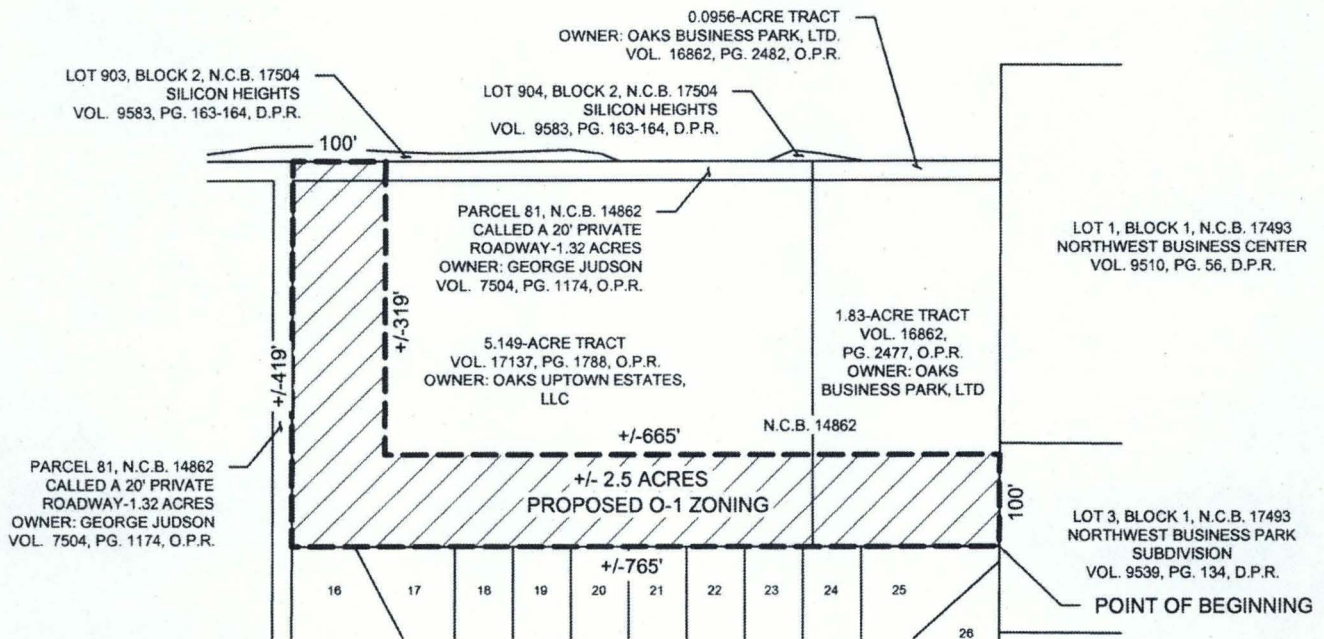 0.0956-ACRE TRACT
OWNER: OAKS BUSINESS PARK, LTD.
VOL. 16862, PG. 2482, O.P.R.
LOT 903, BLOCK 2, N.C.B. 17504
SILICON HEIGHTS
VOL. 9583, PG. 163-164, D.P.R.
LOT 904, BLOCK 2, N.C.B. 17504
SILICON HEIGHTS
VOL. 9583, PG. 163-164, D.P.R.
100'
PARCEL 81, N.C.B. 14862
CALLED A 20' PRIVATE
ROADWAY-1.32 ACRES
OWNER: GEORGE JUDSON
VOL. 7504, PG. 1174, O.P.R.
LOT 1, BLOCK 1, N.C.B. 17493
NORTHWEST BUSINESS CENTER
VOL. 9510, PG. 56, D.P.R.
+/-319'
+/-419'
5.149-ACRE TRACT
VOL. 17137, PG. 1788, O.P.R.
OWNER: OAKS UPTOWN ESTATES,
LLC
1.83-ACRE TRACT
VOL. 16862,
PG. 2477, O.P.R.
OWNER: OAKS
BUSINESS PARK, LTD
N.C.B. 14862
+/-665'
PARCEL 81, N.C.B. 14862
CALLED A 20' PRIVATE
ROADWAY-1.32 ACRES
OWNER: GEORGE JUDSON
VOL. 7504, PG. 1174, O.P.R.
+/- 2.5 ACRES
PROPOSED O-1 ZONING
100'
LOT 3, BLOCK 1, N.C.B. 17493
NORTHWEST BUSINESS PARK
SUBDIVISION
VOL. 9539, PG. 134, D.P.R.
+/-765'
POINT OF BEGINNING
16 17 18 19 20 21 22 23 24 25
26